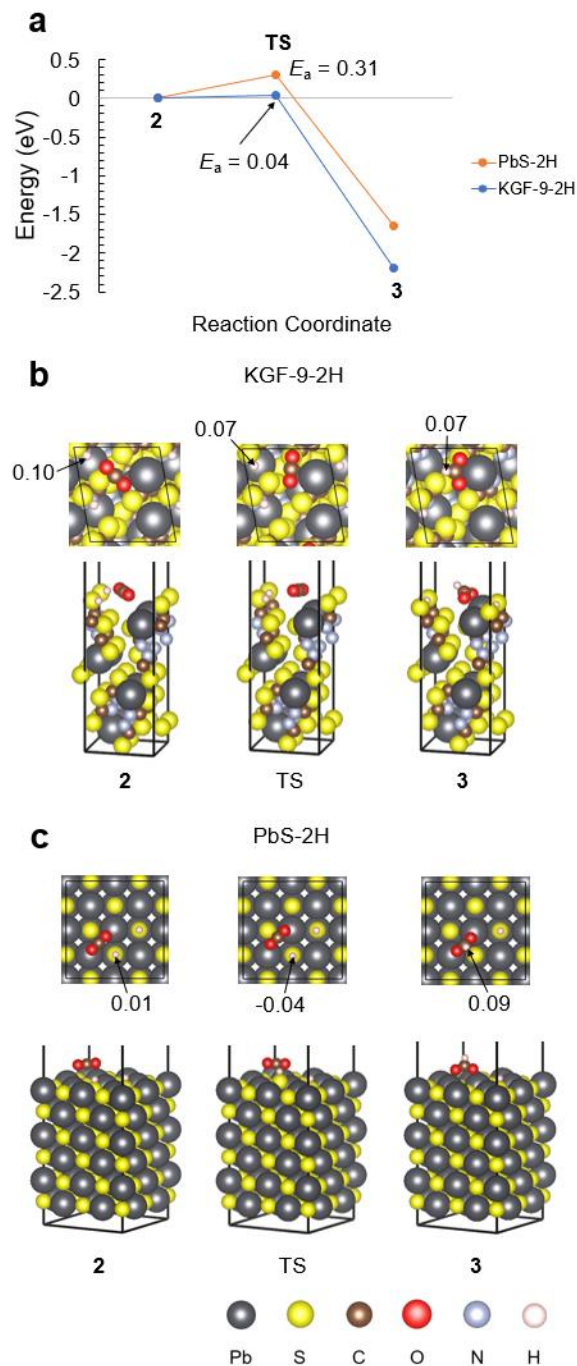 a
TS
Ea = 0.31
0.5
0
-0.5
-1
-1.5
-2
-2.5
Energy (eV)
2
Ea = 0.04
3
PbS-2H
KGF-9-2H
Reaction Coordinate
b
KGF-9-2H
0.10
0.07
0.07
2
TS
3
c
PbS-2H
0.01
-0.04
0.09
2
TS
3
Pb S C O N H